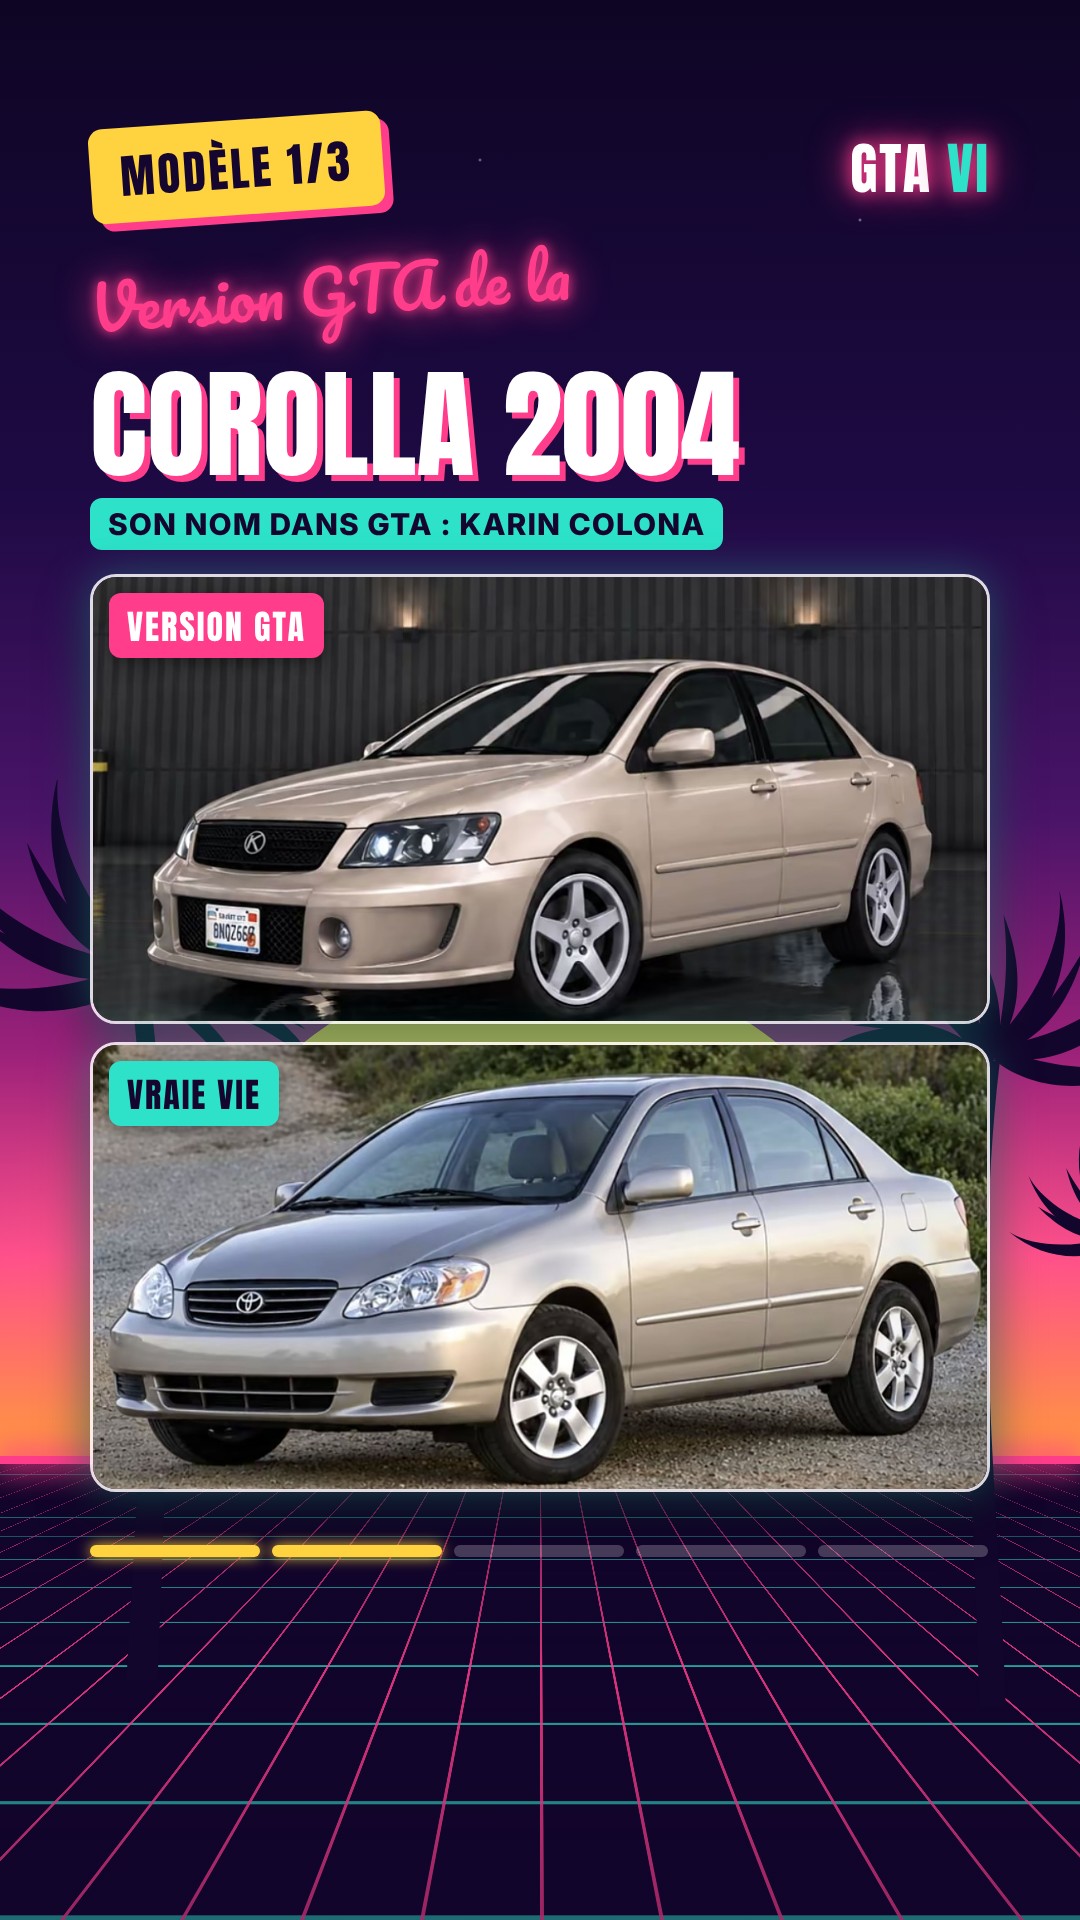 MODÈLE 1/3
GTA VI
Version GTA de la
COROLLA 2004
SON NOM DANS GTA : KARIN COLONA
VERSION GTA
K
VRAIE VIE